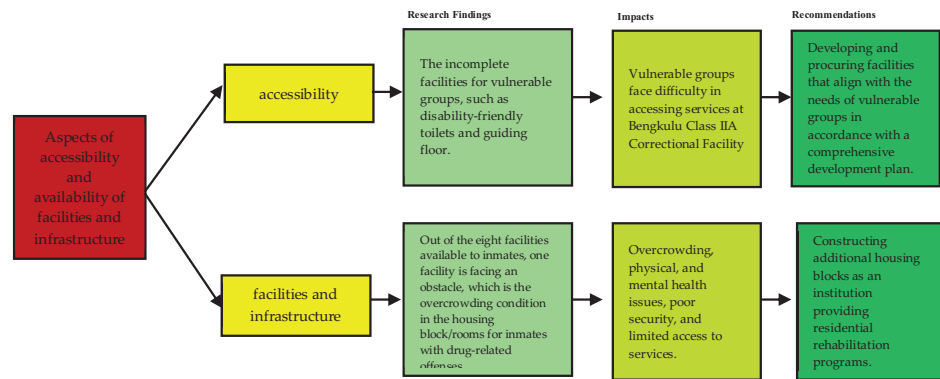 Research Findings
Impacts
Recommendations
Aspects of
accessibility
and
availability of
facilities and
infrastructure
accessibility
The incomplete
facilities for vulnerable
groups, such as
disability-friendly
toilets and guiding
floor.
Vulnerable groups
face difficulty in
accessing services at
Bengkulu Class IIA
Correctional Facility
Developing and
procuring facilities
that align with the
needs of vulnerable
groups in
accordance with a
comprehensive
development plan.
facilities and
infrastructure
Out of the eight facilities
available to inmates, one
facility is facing an
obstacle, which is the
overcrowding condition
in the housing
block/rooms for inmates
with drug-related
offenses.
Overcrowding,
physical, and
mental health
issues, poor
security, and
limited access to
services.
Constructing
additional housing
blocks as an
institution
providing
residential
rehabilitation
programs.